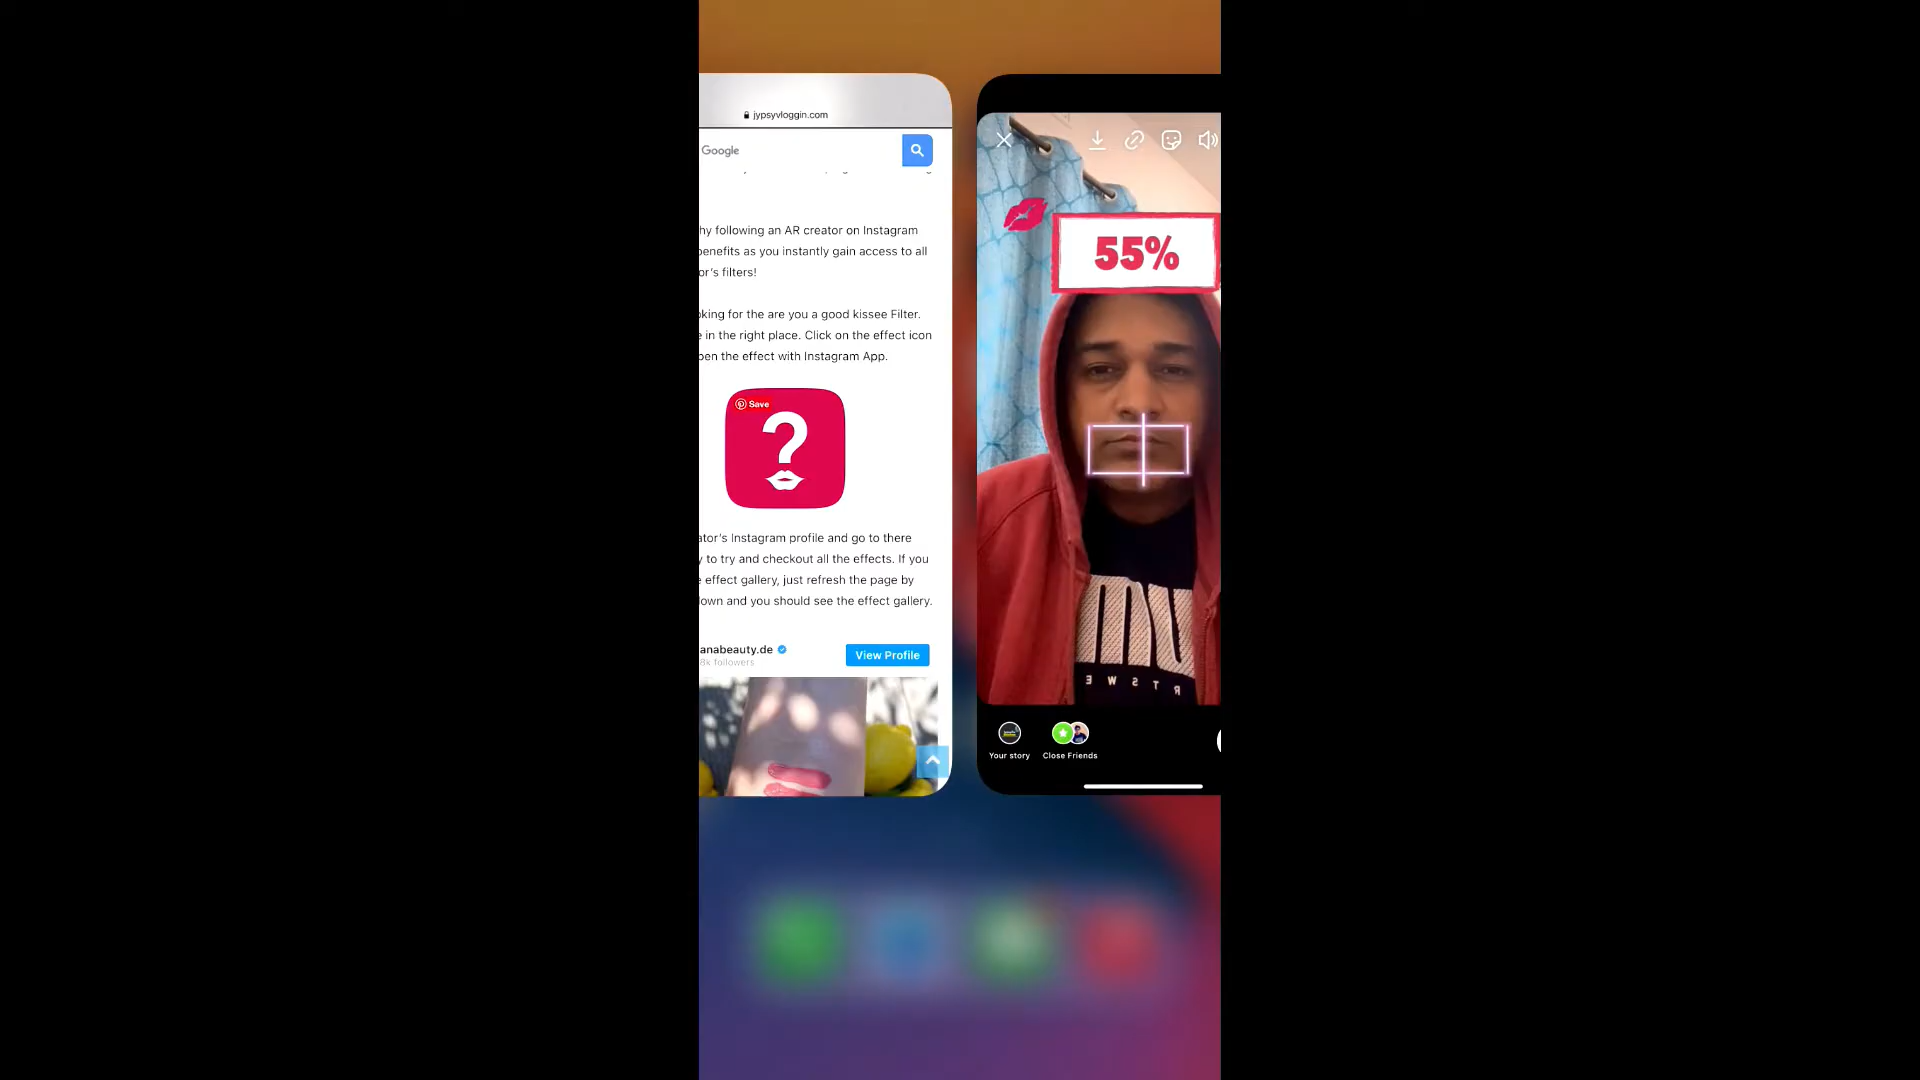 jypsyvloggin.com
Google
hy following an AR creator on Instagram
benefits as you instantly gain access to all
or's filters!
oking for the are you a good kissee Filter.
e in the right place. Click on the effect icon
pen the effect with Instagram App.
Save
?
ator's Instagram profile and go to there
y to try and checkout all the effects. If you
e effect gallery, just refresh the page by
down and you should see the effect gallery.
anabeauty.de
8k followers
View Profile
55%
Your story
Close Friends